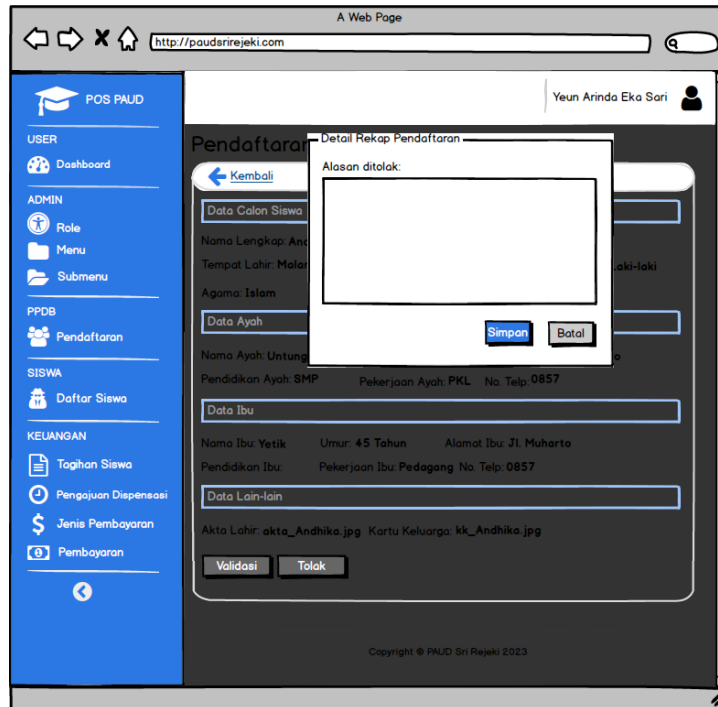 A Web Page
http://paudsrirejeki.com
POS PAUD
Yeun Arinda Eka Sari
USER
Dashboard
ADMIN
Role
Menu
Submenu
PPDB
Pendaftaran
SISWA
Daftar Siswa
KEUANGAN
Tagihan Siswa
Pengajuan Dispensasi
Jenis Pembayaran
Pembayaran
Pendaftaran
Kembali
Detail Rekap Pendaftaran
Alasan ditolak:
Simpan Batal
Data Calon Siswa
Nama Lengkap:
Tempat Lahir:
Agama: Islam
Data Ayah
Nama Ayah: Untung
Pendidikan Ayah: SMP Pekerjaan Ayah: PKL No. Telp: 0857
Data Ibu
Nama Ibu: Yetik Umur: 45 Tahun Alamat Ibu: Jl. Muharto
Pendidikan Ibu: Pekerjaan Ibu: Pedagang No. Telp: 0857
Data Lain-lain
Akta Lahir: akta_Andhika.jpg Kartu Keluarga: kk_Andhika.jpg
Validasi Tolak
Copyright © PAUD Sri Rejeki 2023